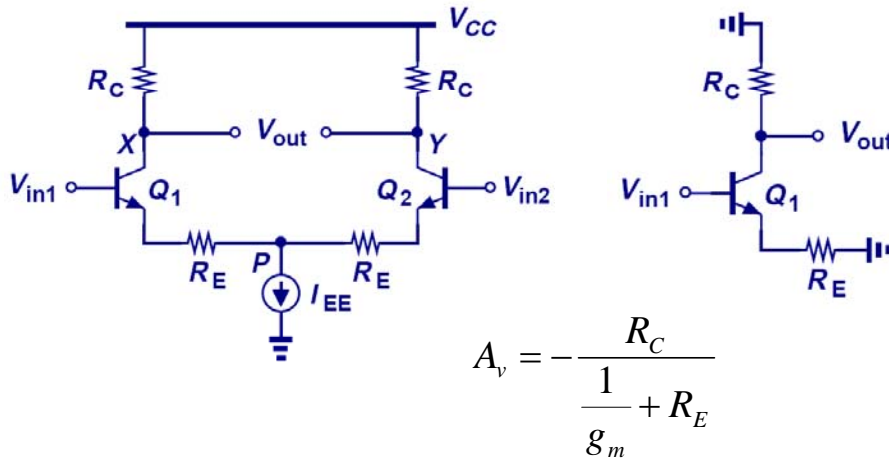 V_CC
R_C R_C R_C
X V_out Y V_out
V_in1 Q_1 Q_2 V_in2 V_in1 Q_1
R_E P R_E R_E
I_EE
A_v = - R_C / (1/g_m + R_E)